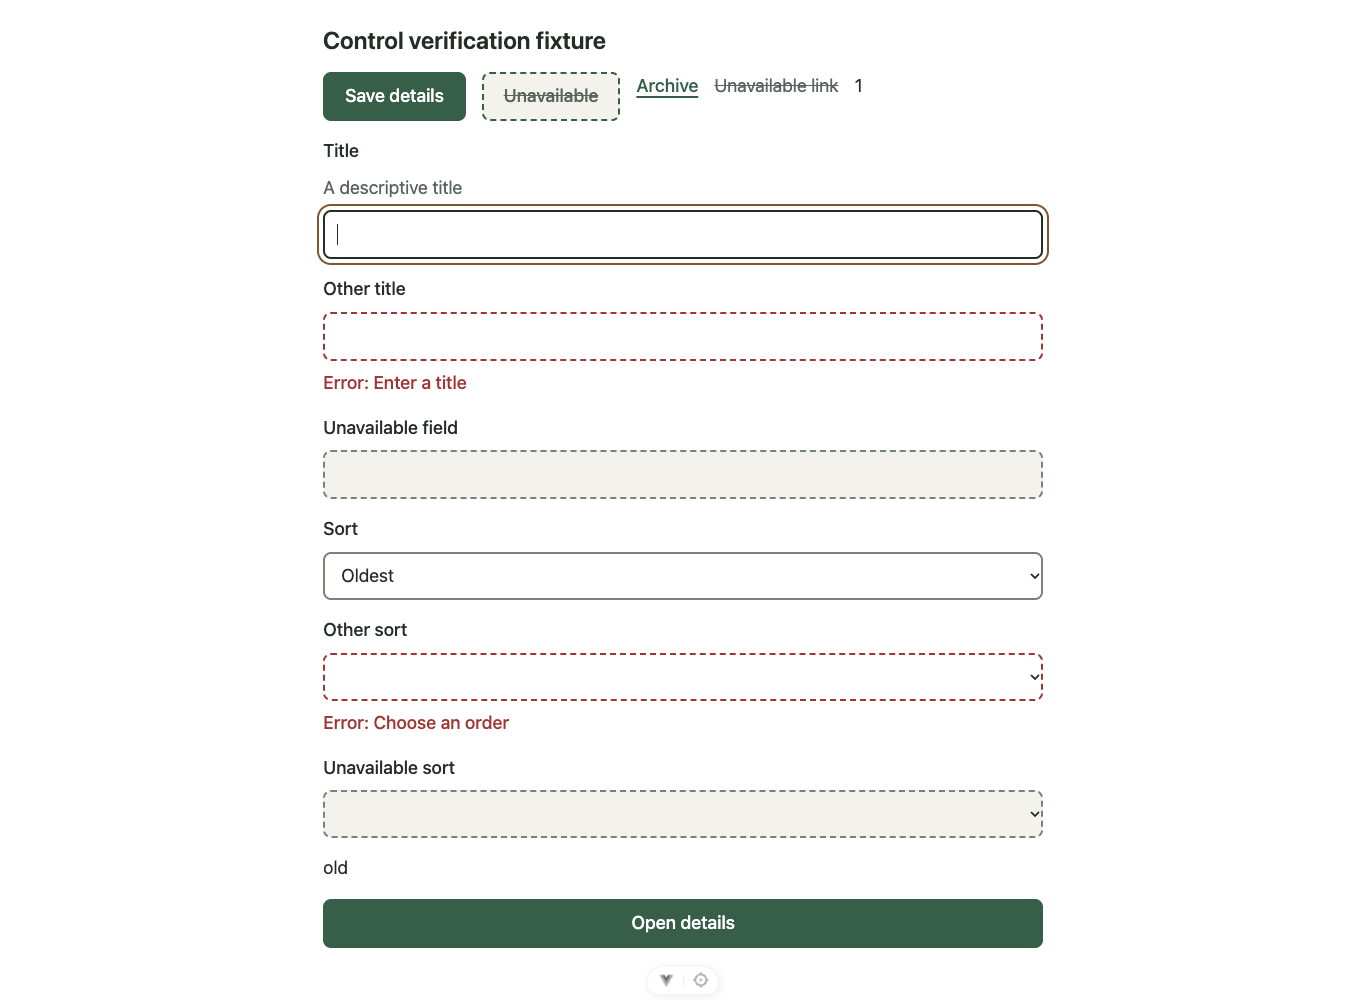 Control verification fixture
Save details Unavailable Archive Unavailable link 1
Title
A descriptive title
Other title
Error: Enter a title
Unavailable field
Sort
Oldest
Other sort
Error: Choose an order
Unavailable sort
old
Open details